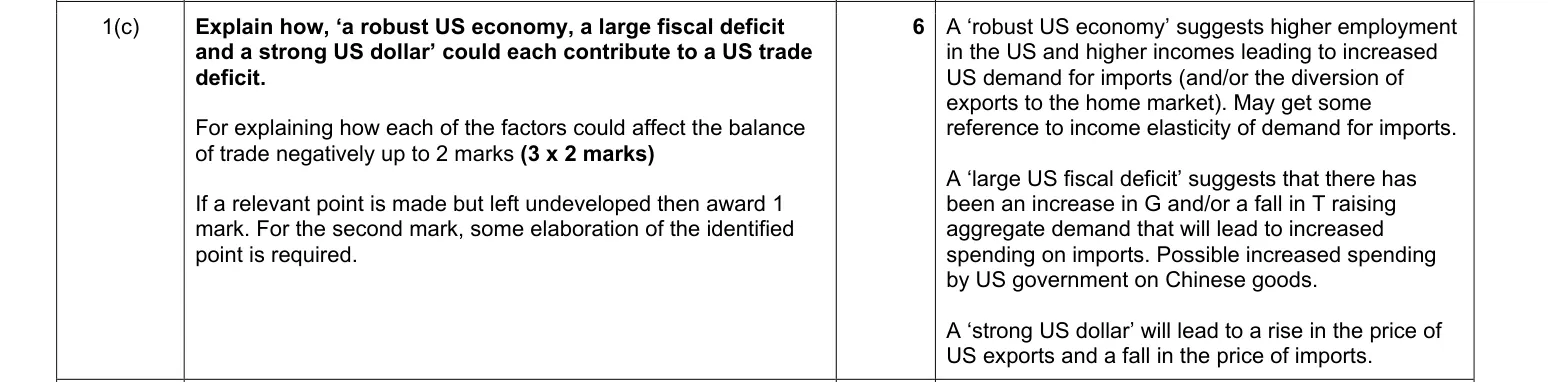 1(c)
Explain how, ‘a robust US economy, a large fiscal deficit
and a strong US dollar’ could each contribute to a US trade
deficit.
For explaining how each of the factors could affect the balance
of trade negatively up to 2 marks (3 x 2 marks)
If a relevant point is made but left undeveloped then award 1
mark. For the second mark, some elaboration of the identified
point is required.
6
A ‘robust US economy’ suggests higher employment
in the US and higher incomes leading to increased
US demand for imports (and/or the diversion of
exports to the home market). May get some
reference to income elasticity of demand for imports.
A ‘large US fiscal deficit’ suggests that there has
been an increase in G and/or a fall in T raising
aggregate demand that will lead to increased
spending on imports. Possible increased spending
by US government on Chinese goods.
A ‘strong US dollar’ will lead to a rise in the price of
US exports and a fall in the price of imports.